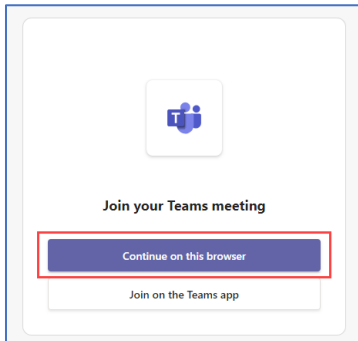 T
Join your Teams meeting
Continue on this browser
Join on the Teams app